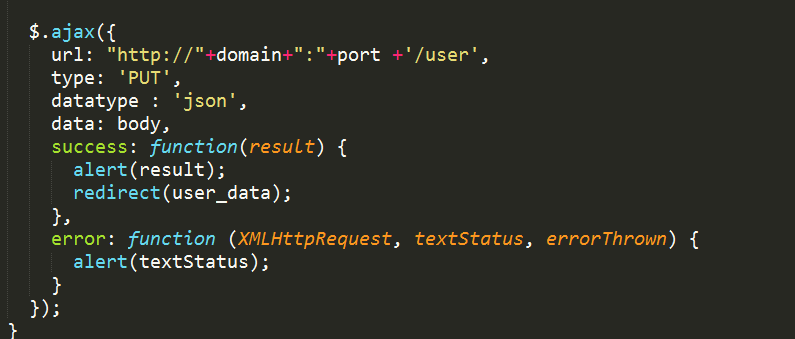 $.ajax({
url: "http://"+domain+":"+port +'/user',
type: 'PUT',
datatype : 'json',
data: body,
success: function(result) {
alert(result);
redirect(user_data);
},
error: function (XMLHttpRequest, textStatus, errorThrown) {
alert(textStatus);
}
});
}